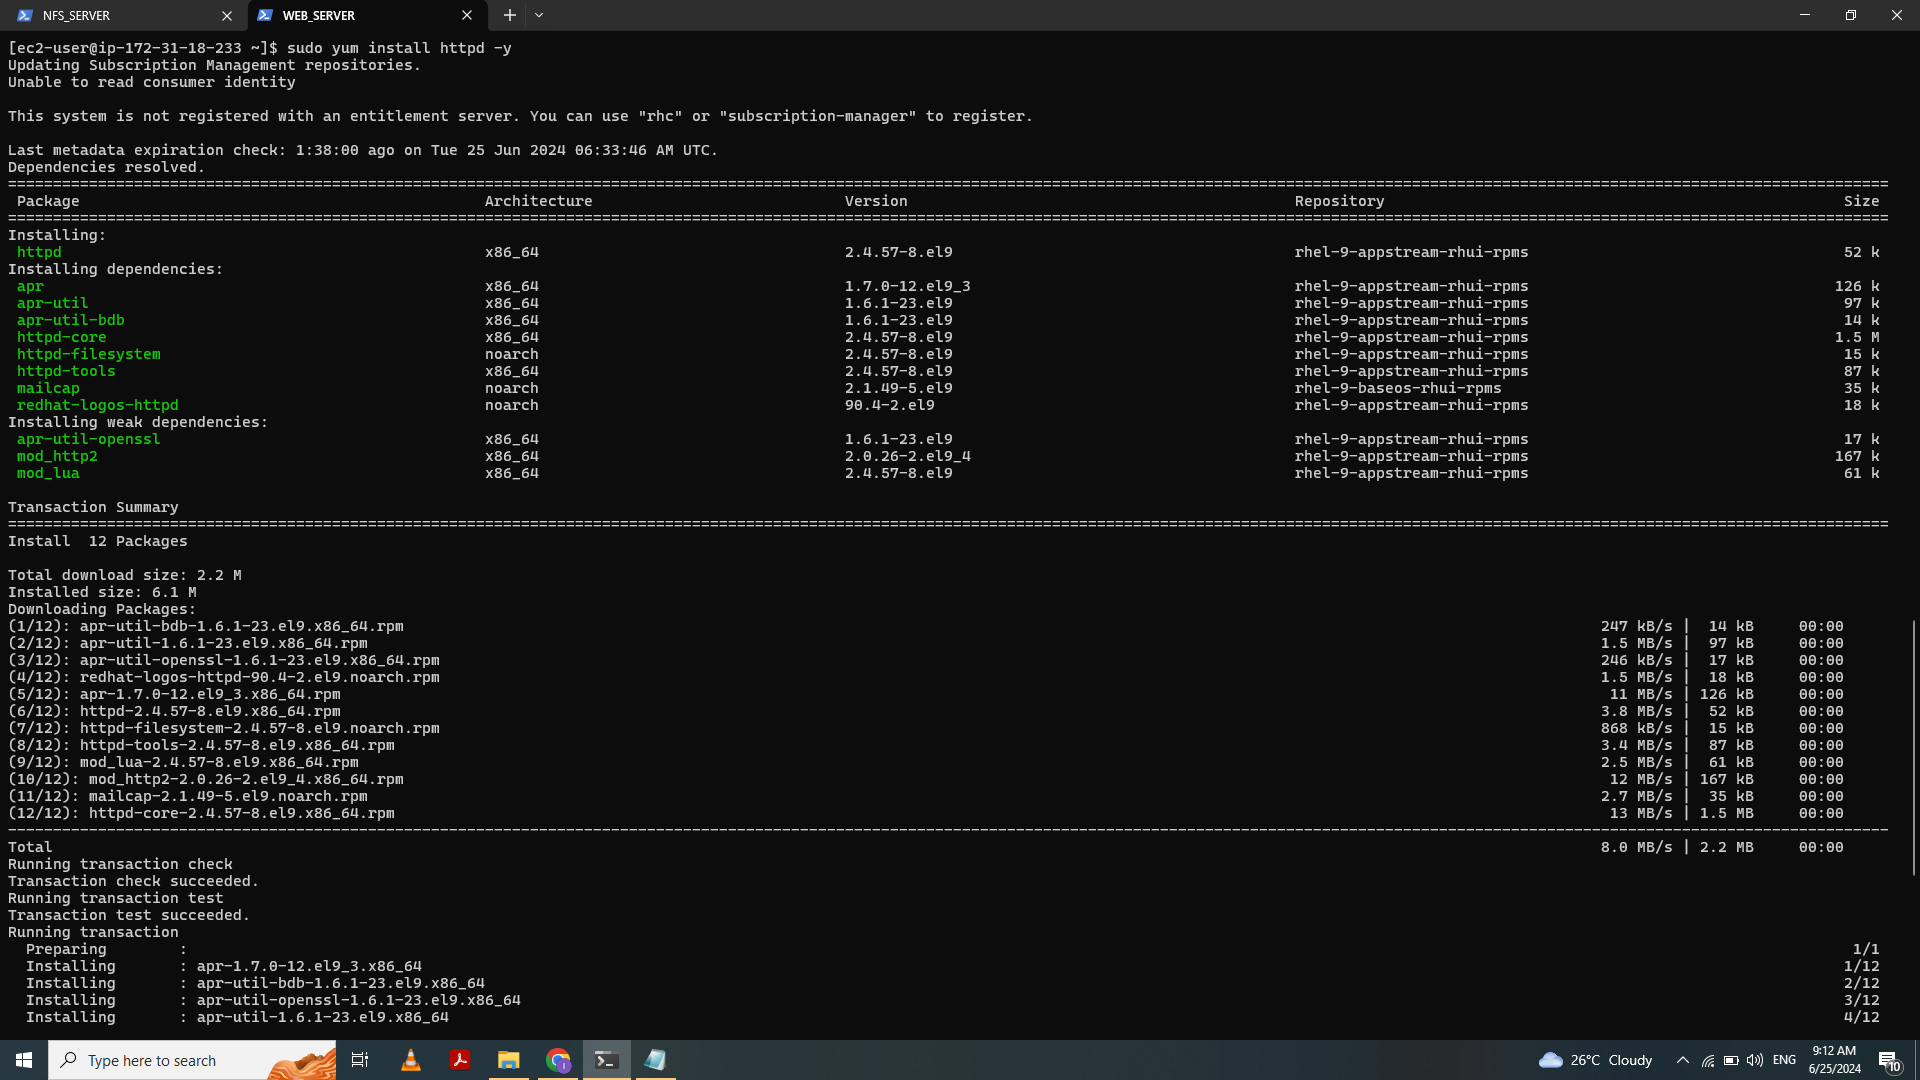 NFS_SERVER
WEB_SERVER
[ec2-user@ip-172-31-18-233 ~]$ sudo yum install httpd -y
Updating Subscription Management repositories.
Unable to read consumer identity
This system is not registered with an entitlement server. You can use "rhc" or "subscription-manager" to register.
Last metadata expiration check: 1:38:00 ago on Tue 25 Jun 2024 06:33:46 AM UTC.
Dependencies resolved.
Package Architecture Version Repository Size
Installing:
httpd x86_64 2.4.57-8.el9 rhel-9-appstream-rhui-rpms 52 k
Installing dependencies:
apr x86_64 1.7.0-12.el9_3 rhel-9-appstream-rhui-rpms 126 k
apr-util x86_64 1.6.1-23.el9 rhel-9-appstream-rhui-rpms 97 k
apr-util-bdb x86_64 1.6.1-23.el9 rhel-9-appstream-rhui-rpms 14 k
httpd-core x86_64 2.4.57-8.el9 rhel-9-appstream-rhui-rpms 1.5 M
httpd-filesystem noarch 2.4.57-8.el9 rhel-9-appstream-rhui-rpms 15 k
httpd-tools x86_64 2.4.57-8.el9 rhel-9-appstream-rhui-rpms 87 k
mailcap noarch 2.1.49-5.el9 rhel-9-baseos-rhui-rpms 35 k
redhat-logos-httpd noarch 90.4-2.el9 rhel-9-appstream-rhui-rpms 18 k
Installing weak dependencies:
apr-util-openssl x86_64 1.6.1-23.el9 rhel-9-appstream-rhui-rpms 17 k
mod_http2 x86_64 2.0.26-2.el9_4 rhel-9-appstream-rhui-rpms 167 k
mod_lua x86_64 2.4.57-8.el9 rhel-9-appstream-rhui-rpms 61 k
Transaction Summary
Install 12 Packages
Total download size: 2.2 M
Installed size: 6.1 M
Downloading Packages:
(1/12): apr-util-bdb-1.6.1-23.el9.x86_64.rpm 247 kB/s | 14 kB 00:00
(2/12): apr-util-1.6.1-23.el9.x86_64.rpm 1.5 MB/s | 97 kB 00:00
(3/12): apr-util-openssl-1.6.1-23.el9.x86_64.rpm 246 kB/s | 17 kB 00:00
(4/12): redhat-logos-httpd-90.4-2.el9.noarch.rpm 1.5 MB/s | 18 kB 00:00
(5/12): apr-1.7.0-12.el9_3.x86_64.rpm 11 MB/s | 126 kB 00:00
(6/12): httpd-2.4.57-8.el9.x86_64.rpm 3.8 MB/s | 52 kB 00:00
(7/12): httpd-filesystem-2.4.57-8.el9.noarch.rpm 868 kB/s | 15 kB 00:00
(8/12): httpd-tools-2.4.57-8.el9.x86_64.rpm 3.4 MB/s | 87 kB 00:00
(9/12): mod_lua-2.4.57-8.el9.x86_64.rpm 2.5 MB/s | 61 kB 00:00
(10/12): mod_http2-2.0.26-2.el9_4.x86_64.rpm 12 MB/s | 167 kB 00:00
(11/12): mailcap-2.1.49-5.el9.noarch.rpm 2.7 MB/s | 35 kB 00:00
(12/12): httpd-core-2.4.57-8.el9.x86_64.rpm 13 MB/s | 1.5 MB 00:00
Total 8.0 MB/s | 2.2 MB 00:00
Running transaction check
Transaction check succeeded.
Running transaction test
Transaction test succeeded.
Running transaction
Preparing : 1/1
Installing : apr-1.7.0-12.el9_3.x86_64 1/12
Installing : apr-util-bdb-1.6.1-23.el9.x86_64 2/12
Installing : apr-util-openssl-1.6.1-23.el9.x86_64 3/12
Installing : apr-util-1.6.1-23.el9.x86_64 4/12
Type here to search
26°C Cloudy
ENG
9:12 AM
6/25/2024
10